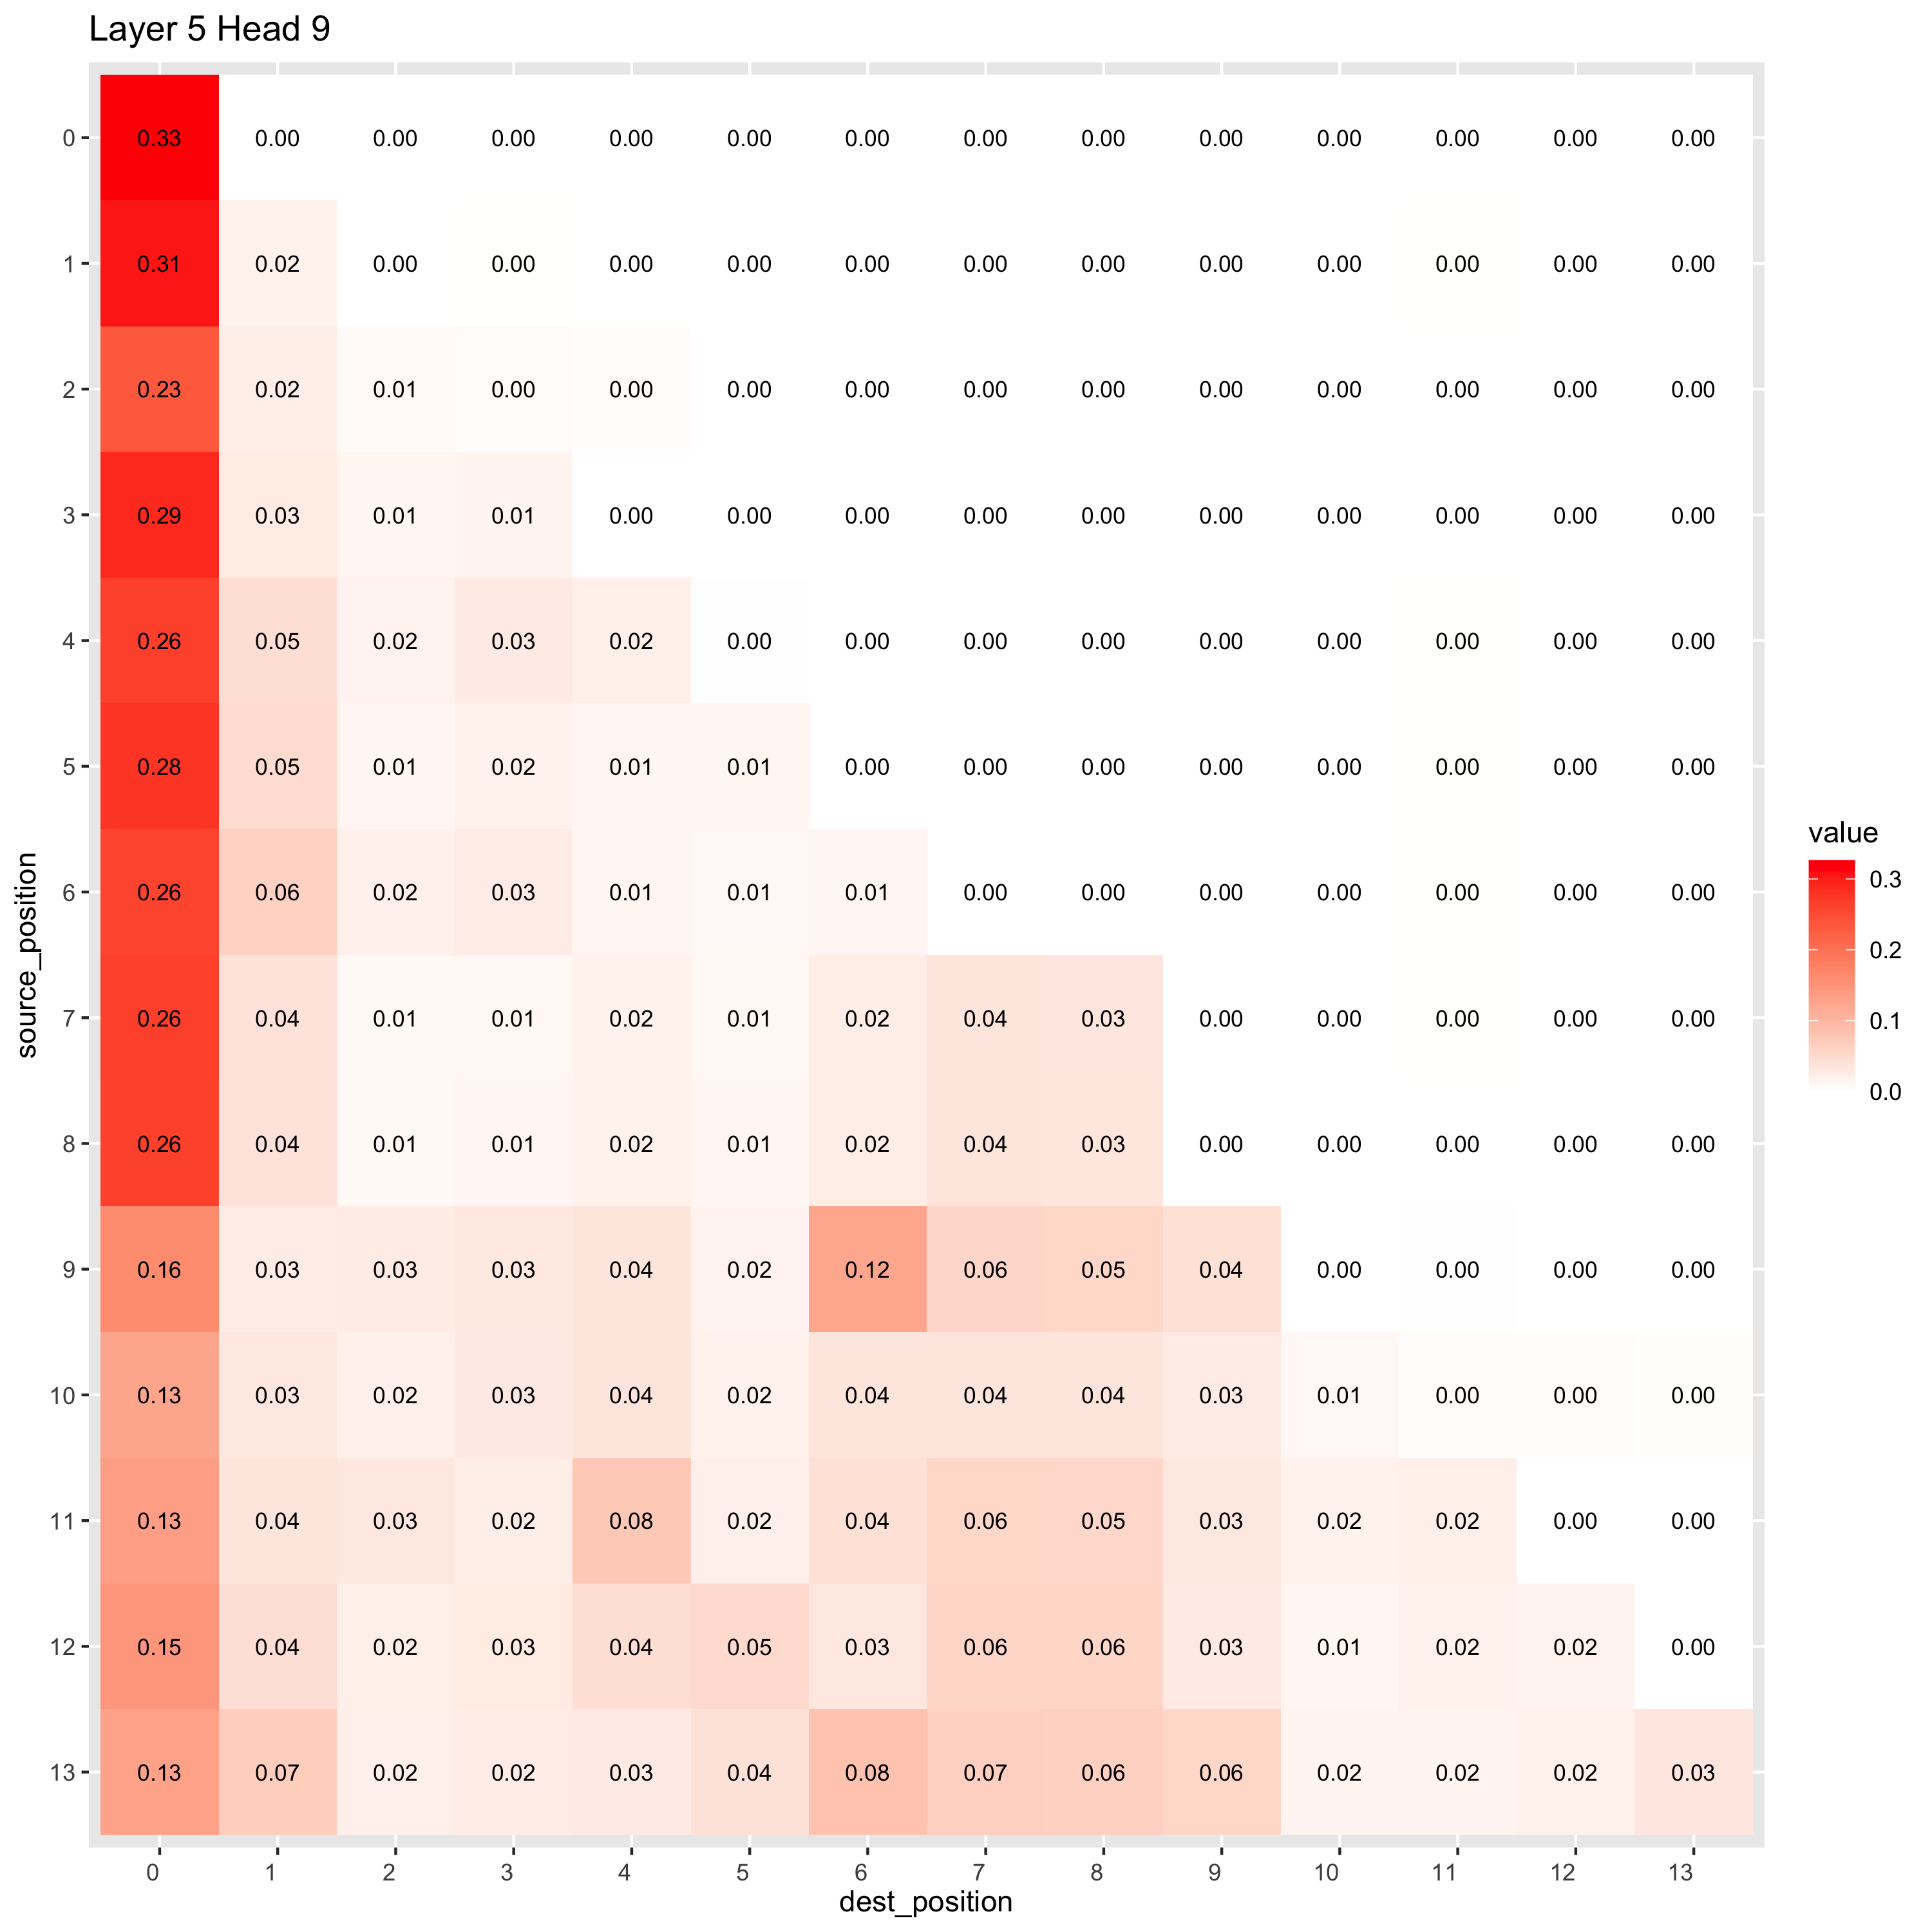 Layer 5 Head 9
0 0.33 0.00 0.00 0.00 0.00 0.00 0.00 0.00 0.00 0.00 0.00 0.00 0.00 0.00
1 0.31 0.02 0.00 0.00 0.00 0.00 0.00 0.00 0.00 0.00 0.00 0.00 0.00 0.00
2 0.23 0.02 0.01 0.00 0.00 0.00 0.00 0.00 0.00 0.00 0.00 0.00 0.00 0.00
3 0.29 0.03 0.01 0.01 0.00 0.00 0.00 0.00 0.00 0.00 0.00 0.00 0.00 0.00
4 0.26 0.05 0.02 0.03 0.02 0.00 0.00 0.00 0.00 0.00 0.00 0.00 0.00 0.00
5 0.28 0.05 0.01 0.02 0.01 0.01 0.00 0.00 0.00 0.00 0.00 0.00 0.00 0.00
6 0.26 0.06 0.02 0.03 0.01 0.01 0.01 0.00 0.00 0.00 0.00 0.00 0.00 0.00
7 0.26 0.04 0.01 0.01 0.02 0.01 0.02 0.04 0.03 0.00 0.00 0.00 0.00 0.00
8 0.26 0.04 0.01 0.01 0.02 0.01 0.02 0.04 0.03 0.00 0.00 0.00 0.00 0.00
9 0.16 0.03 0.03 0.03 0.04 0.02 0.12 0.06 0.05 0.04 0.00 0.00 0.00 0.00
10 0.13 0.03 0.02 0.03 0.04 0.02 0.04 0.04 0.04 0.03 0.01 0.00 0.00 0.00
11 0.13 0.04 0.03 0.02 0.08 0.02 0.04 0.06 0.05 0.03 0.02 0.02 0.00 0.00
12 0.15 0.04 0.02 0.03 0.04 0.05 0.03 0.06 0.06 0.03 0.01 0.02 0.02 0.00
13 0.13 0.07 0.02 0.02 0.03 0.04 0.08 0.07 0.06 0.06 0.02 0.02 0.02 0.03
0 1 2 3 4 5 6 7 8 9 10 11 12 13
dest_position
source_position
value
0.3
0.2
0.1
0.0